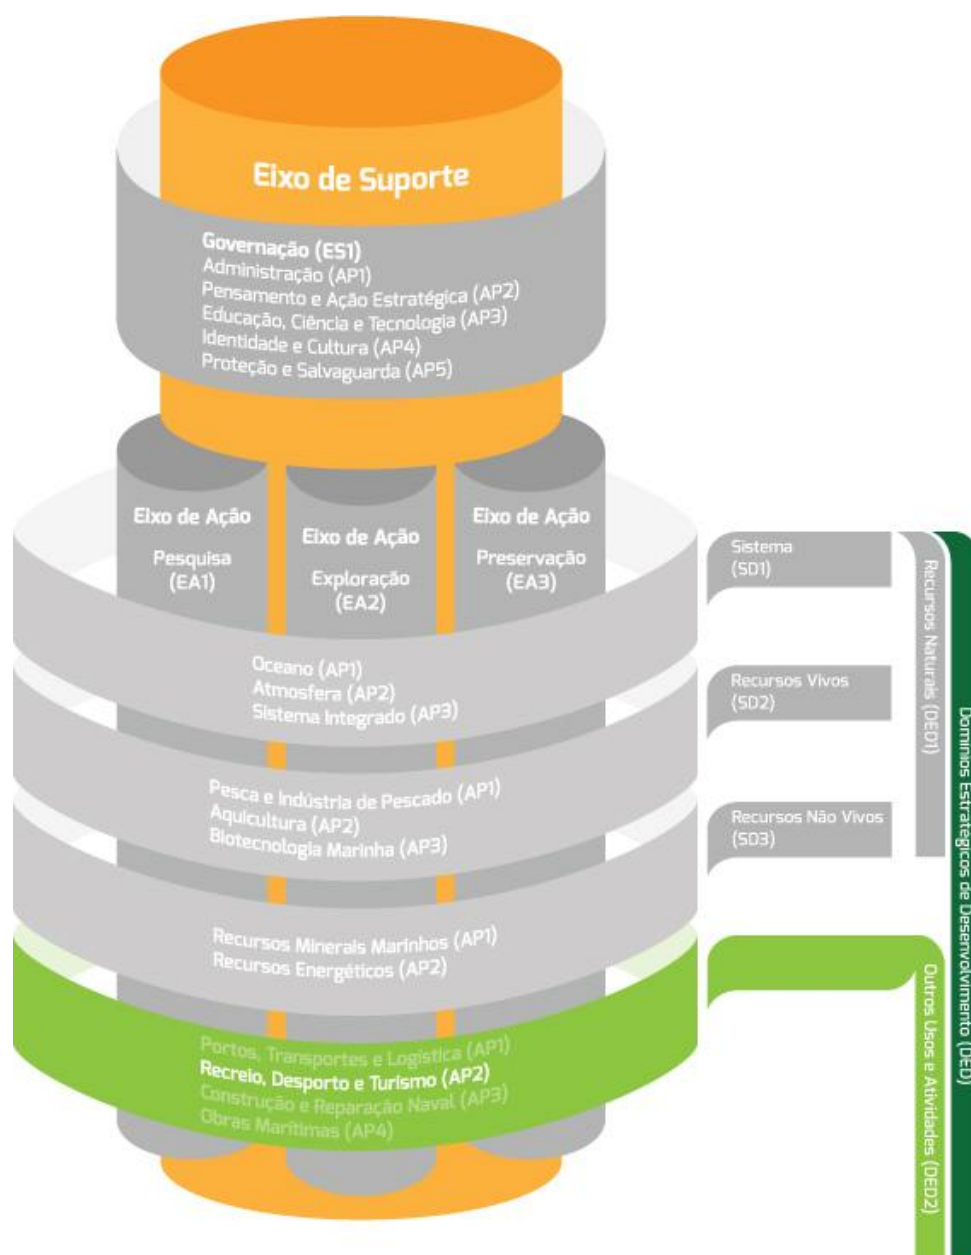 Eixo de Suporte
Governação (ES1)
Administração (AP1)
Pensamento e Ação Estratégica (AP2)
Educação, Ciência e Tecnologia (AP3)
Identidade e Cultura (AP4)
Proteção e Salvaguarda (AP5)
Eixo de Ação
Pesquisa
(EA1)
Eixo de Ação
Exploração
(EA2)
Eixo de Ação
Preservação
(EA3)
Oceano (AP1)
Atmosfera (AP2)
Sistema Integrado (AP3)
Sistema
(SD1)
Pesca e Indústria de Pescado (AP1)
Aquicultura (AP2)
Biotecnologia Marinha (AP3)
Recursos Vivos
(SD2)
Recursos Minerais Marinhos (AP1)
Recursos Energéticos (AP2)
Recursos Não Vivos
(SD3)
Recursos Naturais (DED1)
Portos, Transportes e Logística (AP1)
Recreio, Desporto e Turismo (AP2)
Construção e Reparação Naval (AP3)
Obras Marítimas (AP4)
Outros Usos e Atividades (DED2)
Domínios Estratégicos de Desenvolvimento (DED)